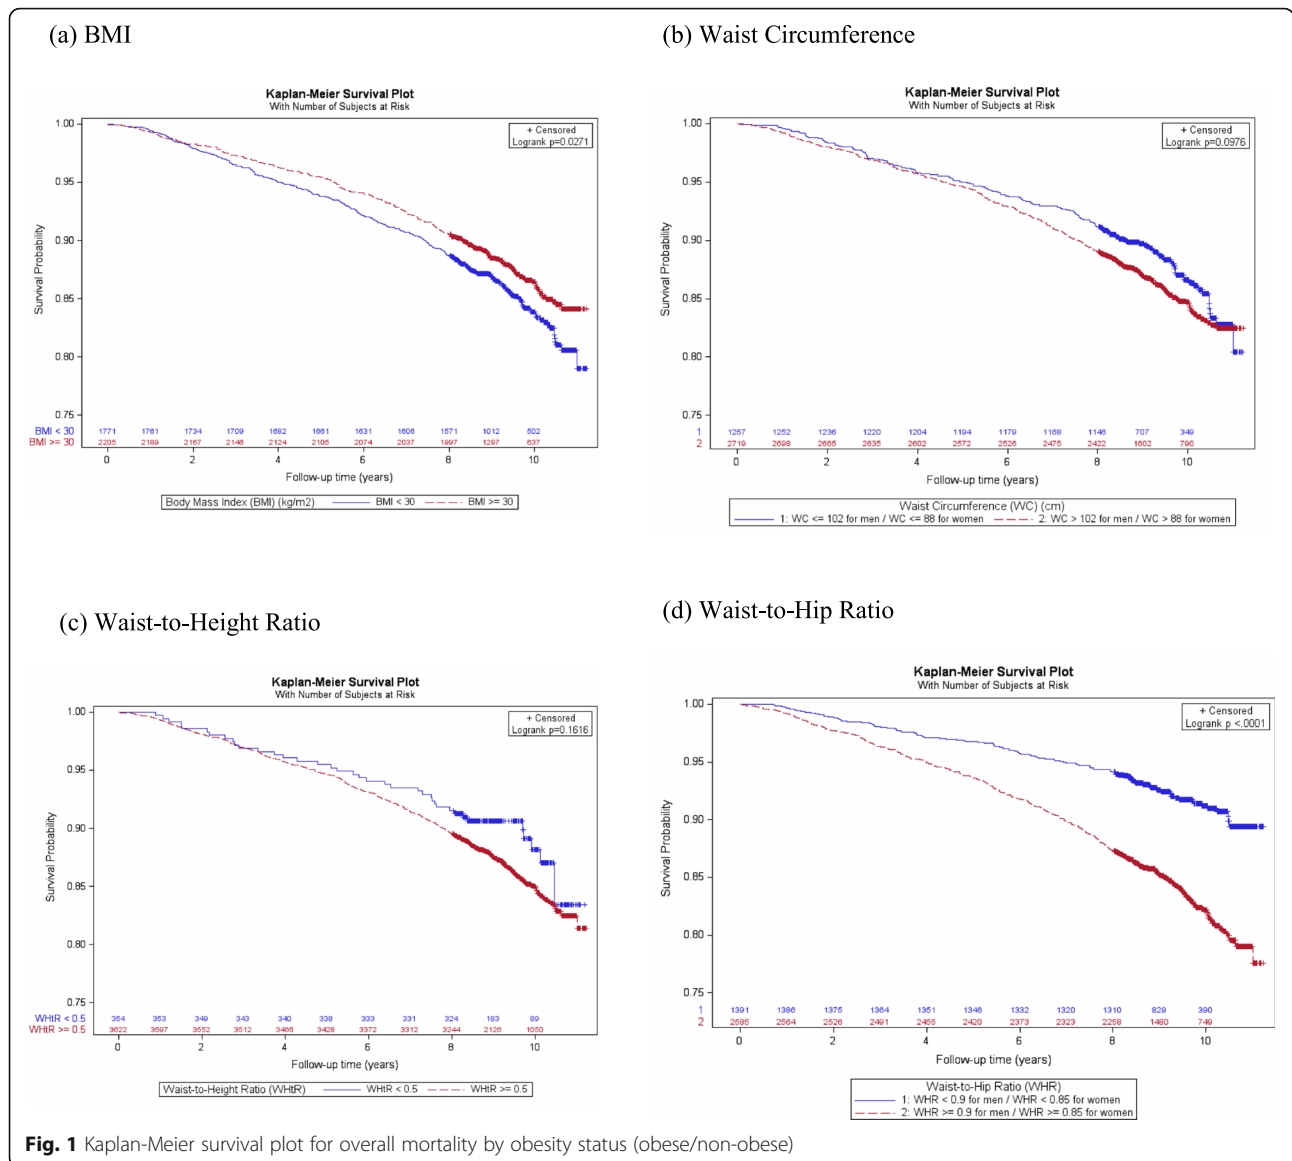 (a) BMI
Kaplan-Meier Survival Plot
With Number of Subjects at Risk
+ Censored
Logrank p=0.0271
Survival Probability
1.00
0.95
0.90
0.85
0.80
0.75
BMI < 30 1771 1761 1734 1709 1682 1661 1631 1606 1571 1012 502
BMI >= 30 2205 2189 2167 2146 2124 2105 2074 2037 1997 1297 637
0 2 4 6 8 10
Follow-up time (years)
Body Mass Index (BMI) (kg/m2) BMI < 30 BMI >= 30
(b) Waist Circumference
Kaplan-Meier Survival Plot
With Number of Subjects at Risk
+ Censored
Logrank p=0.0976
Survival Probability
1.00
0.95
0.90
0.85
0.80
0.75
1 1257 1252 1236 1220 1204 1194 1179 1168 1146 707 349
2 2719 2698 2665 2635 2602 2572 2526 2475 2422 1602 790
0 2 4 6 8 10
Follow-up time (years)
Waist Circumference (WC) (cm)
1: WC <= 102 for men / WC <= 88 for women 2: WC > 102 for men / WC > 88 for women
(c) Waist-to-Height Ratio
Kaplan-Meier Survival Plot
With Number of Subjects at Risk
+ Censored
Logrank p=0.1616
Survival Probability
1.00
0.95
0.90
0.85
0.80
0.75
WHtR < 0.5 354 353 349 343 340 338 333 331 324 183 89
WHtR >= 0.5 3622 3597 3552 3512 3466 3428 3372 3312 3244 2126 1050
0 2 4 6 8 10
Follow-up time (years)
Waist-to-Height Ratio (WHtR) WHtR < 0.5 WHtR >= 0.5
(d) Waist-to-Hip Ratio
Kaplan-Meier Survival Plot
With Number of Subjects at Risk
+ Censored
Logrank p <.0001
Survival Probability
1.00
0.95
0.90
0.85
0.80
0.75
1 1391 1386 1375 1364 1351 1346 1332 1320 1310 829 390
2 2585 2564 2526 2491 2455 2420 2373 2323 2258 1480 749
0 2 4 6 8 10
Follow-up time (years)
Waist-to-Hip Ratio (WHR)
1: WHR < 0.9 for men / WHR < 0.85 for women
2: WHR >= 0.9 for men / WHR >= 0.85 for women
Fig. 1 Kaplan-Meier survival plot for overall mortality by obesity status (obese/non-obese)